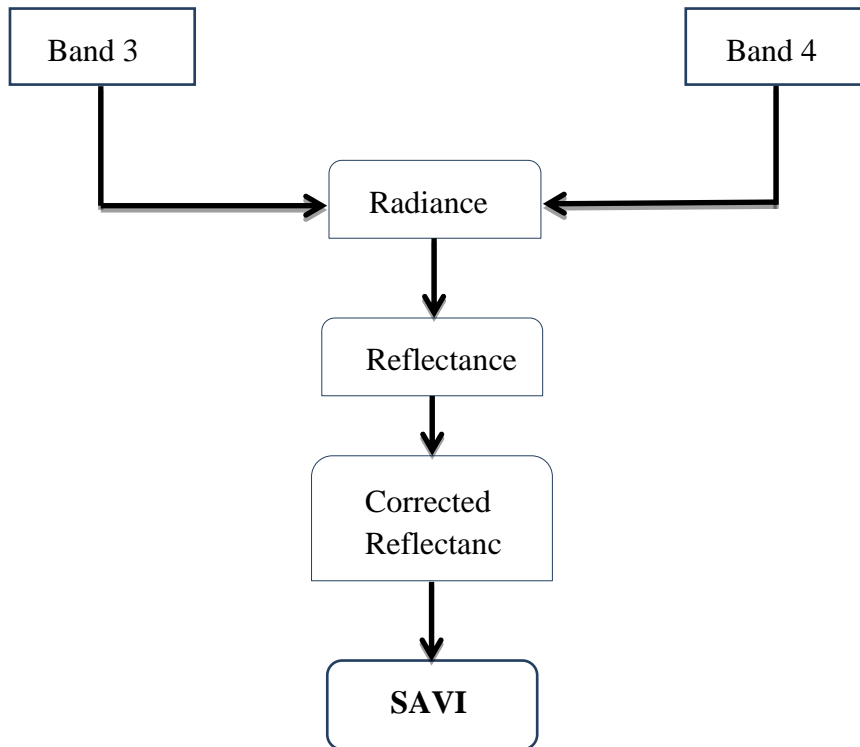 Band 3
Band 4
Radiance
Reflectance
Corrected
Reflectanc
SAVI